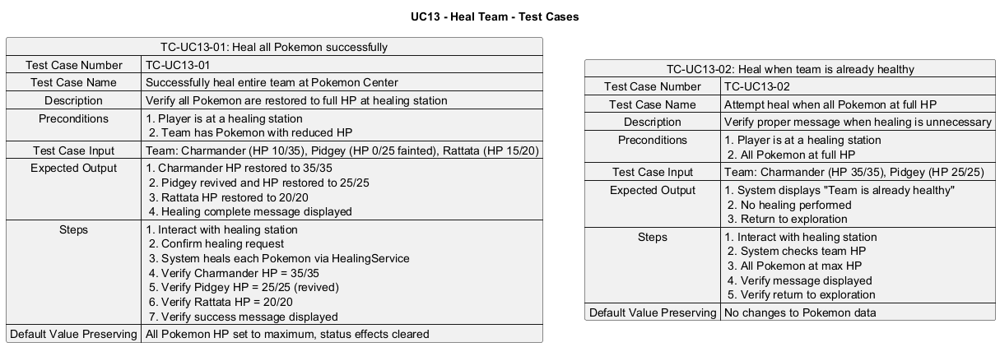 UC13 - Heal Team - Test Cases
TC-UC13-01: Heal all Pokemon successfully
Test Case Number TC-UC13-01
Test Case Name Successfully heal entire team at Pokemon Center
Description Verify all Pokemon are restored to full HP at healing station
Preconditions 1. Player is at a healing station
2. Team has Pokemon with reduced HP
Test Case Input Team: Charmander (HP 10/35), Pidgey (HP 0/25 fainted), Rattata (HP 15/20)
Expected Output 1. Charmander HP restored to 35/35
2. Pidgey revived and HP restored to 25/25
3. Rattata HP restored to 20/20
4. Healing complete message displayed
Steps 1. Interact with healing station
2. Confirm healing request
3. System heals each Pokemon via HealingService
4. Verify Charmander HP = 35/35
5. Verify Pidgey HP = 25/25 (revived)
6. Verify Rattata HP = 20/20
7. Verify success message displayed
Default Value Preserving All Pokemon HP set to maximum, status effects cleared
TC-UC13-02: Heal when team is already healthy
Test Case Number TC-UC13-02
Test Case Name Attempt heal when all Pokemon at full HP
Description Verify proper message when healing is unnecessary
Preconditions 1. Player is at a healing station
2. All Pokemon at full HP
Test Case Input Team: Charmander (HP 35/35), Pidgey (HP 25/25)
Expected Output 1. System displays "Team is already healthy"
2. No healing performed
3. Return to exploration
Steps 1. Interact with healing station
2. System checks team HP
3. All Pokemon at max HP
4. Verify message displayed
5. Verify return to exploration
Default Value Preserving No changes to Pokemon data